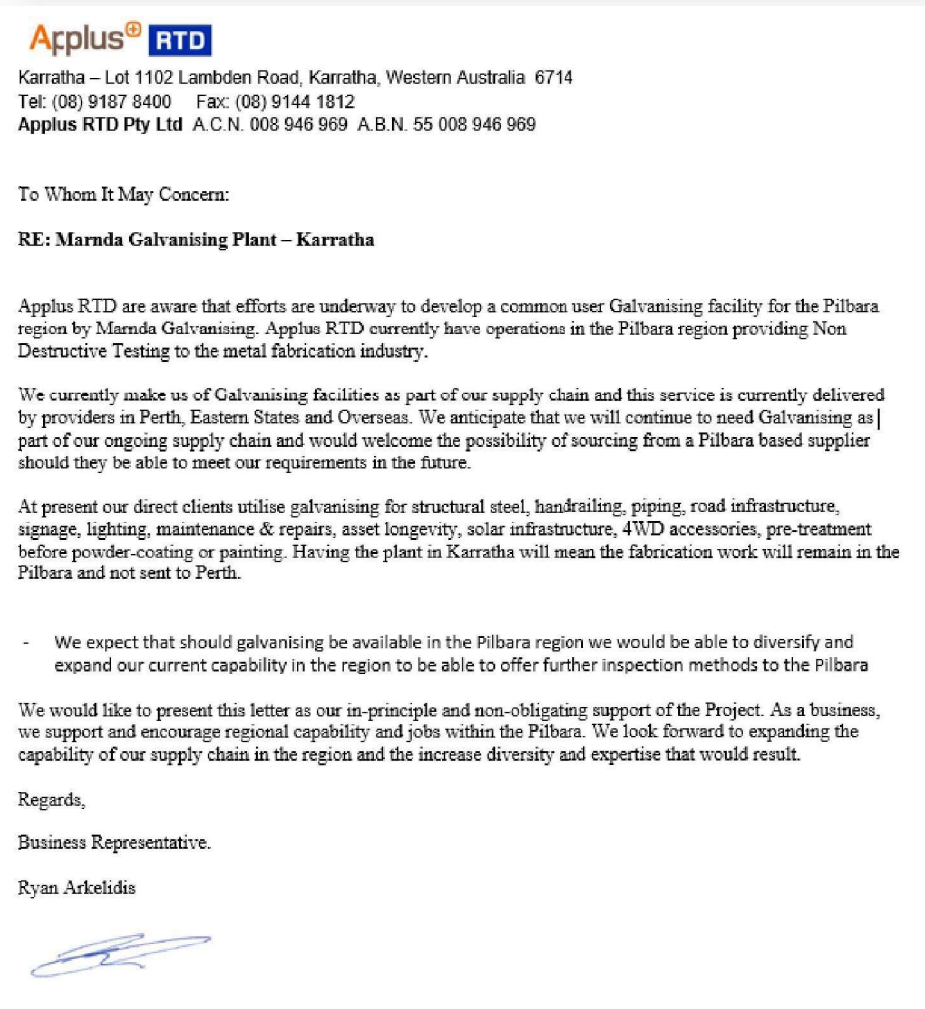 Applus+ RTD
Karratha – Lot 1102 Lambden Road, Karratha, Western Australia 6714
Tel: (08) 9187 8400 Fax: (08) 9144 1812
Applus RTD Pty Ltd A.C.N. 008 946 969 A.B.N. 55 008 946 969
To Whom It May Concern:
RE: Marnda Galvanising Plant – Karratha
Applus RTD are aware that efforts are underway to develop a common user Galvanising facility for the Pilbara
region by Marnda Galvanising. Applus RTD currently have operations in the Pilbara region providing Non
Destructive Testing to the metal fabrication industry.
We currently make us of Galvanising facilities as part of our supply chain and this service is currently delivered
by providers in Perth, Eastern States and Overseas. We anticipate that we will continue to need Galvanising as
part of our ongoing supply chain and would welcome the possibility of sourcing from a Pilbara based supplier
should they be able to meet our requirements in the future.
At present our direct clients utilise galvanising for structural steel, handrailing, piping, road infrastructure,
signage, lighting, maintenance & repairs, asset longevity, solar infrastructure, 4WD accessories, pre-treatment
before powder-coating or painting. Having the plant in Karratha will mean the fabrication work will remain in the
Pilbara and not sent to Perth.
- We expect that should galvanising be available in the Pilbara region we would be able to diversify and
expand our current capability in the region to be able to offer further inspection methods to the Pilbara
We would like to present this letter as our in-principle and non-obligating support of the Project. As a business,
we support and encourage regional capability and jobs within the Pilbara. We look forward to expanding the
capability of our supply chain in the region and the increase diversity and expertise that would result.
Regards,
Business Representative.
Ryan Arkelidis